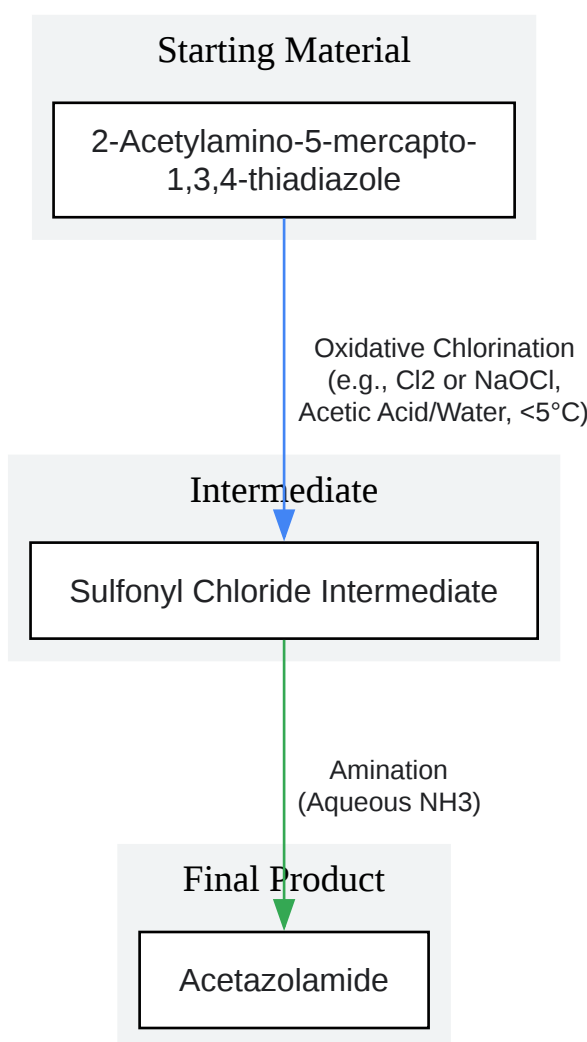 Starting Material
2-Acetylamino-5-mercapto-
1,3,4-thiadiazole
Oxidative Chlorination
(e.g., Cl2 or NaOCl,
Acetic Acid/Water, <5°C)
Intermediate
Sulfonyl Chloride Intermediate
Amination
(Aqueous NH3)
Final Product
Acetazolamide